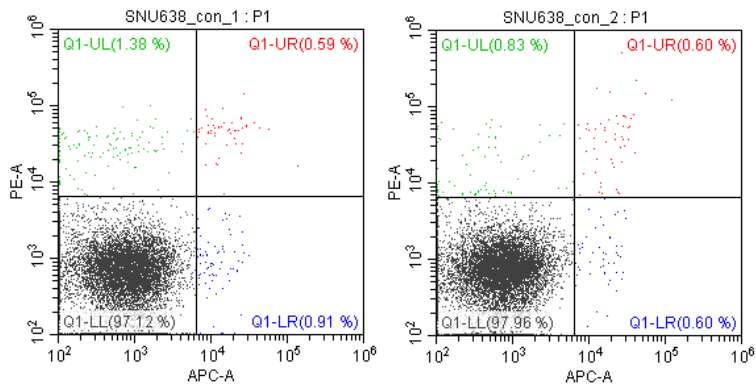 SNU638_con_1 : P1
Q1-UL(1.38 %)
Q1-UR(0.59 %)
Q1-LL(97.12 %)
Q1-LR(0.91 %)
PE-A
10^6
10^5
10^4
10^3
10^2
10^2 10^3 10^4 10^5 10^6
APC-A
SNU638_con_2 : P1
Q1-UL(0.83 %)
Q1-UR(0.60 %)
Q1-LL(97.96 %)
Q1-LR(0.60 %)
PE-A
10^6
10^5
10^4
10^3
10^2
10^2 10^3 10^4 10^5 10^6
APC-A